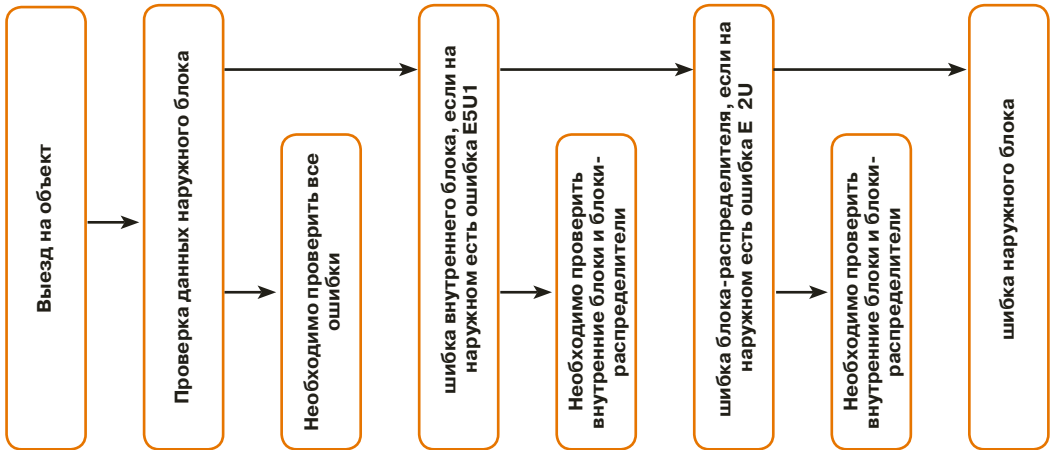 Выезд на объект
Проверка данных наружного блока
Необходимо проверить все
ошибки
шибка внутреннего блока, если на
наружном есть ошибка E5U1
Необходимо проверить
внутренние блоки и блоки-
распределители
шибка блока-распределителя, если на
наружном есть ошибка E 2U
Необходимо проверить
внутренние блоки и блоки-
распределители
шибка наружного блока